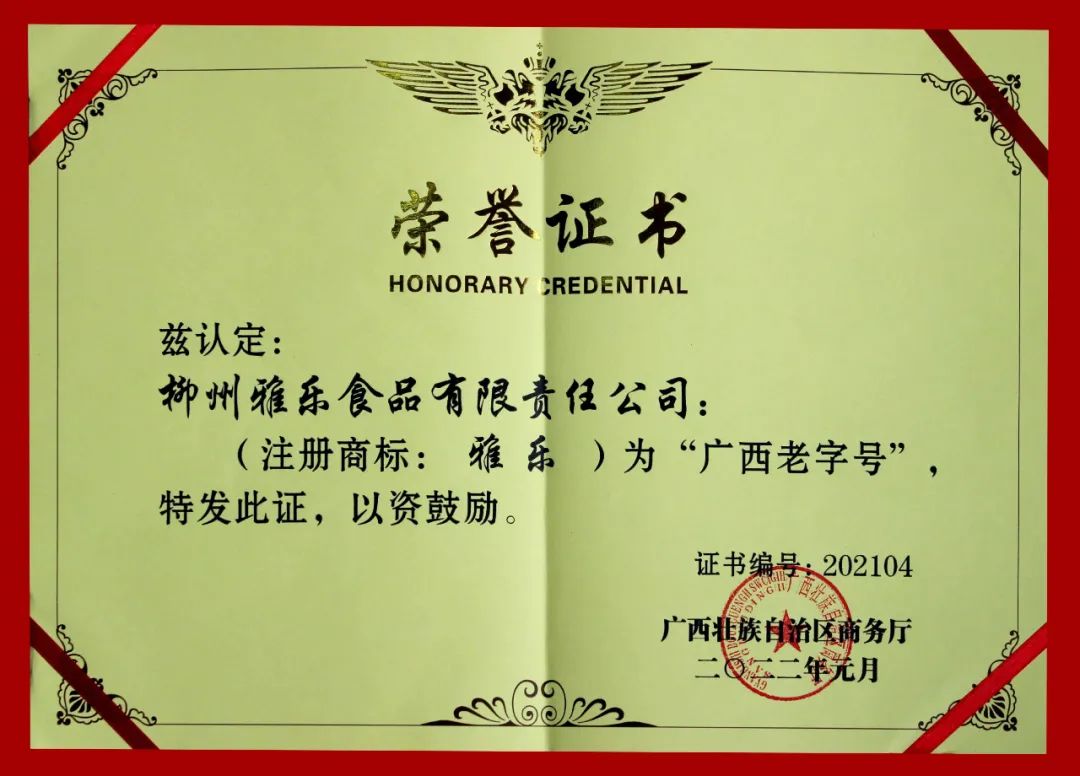 荣誉证书
HONORARY CREDENTIAL
兹认定：
柳州雅乐食品有限责任公司：
（注册商标： 雅乐 ）为“广西老字号”，
特发此证，以资鼓励。
证书编号：202104
广西壮族自治区商务厅
二〇二二年元月